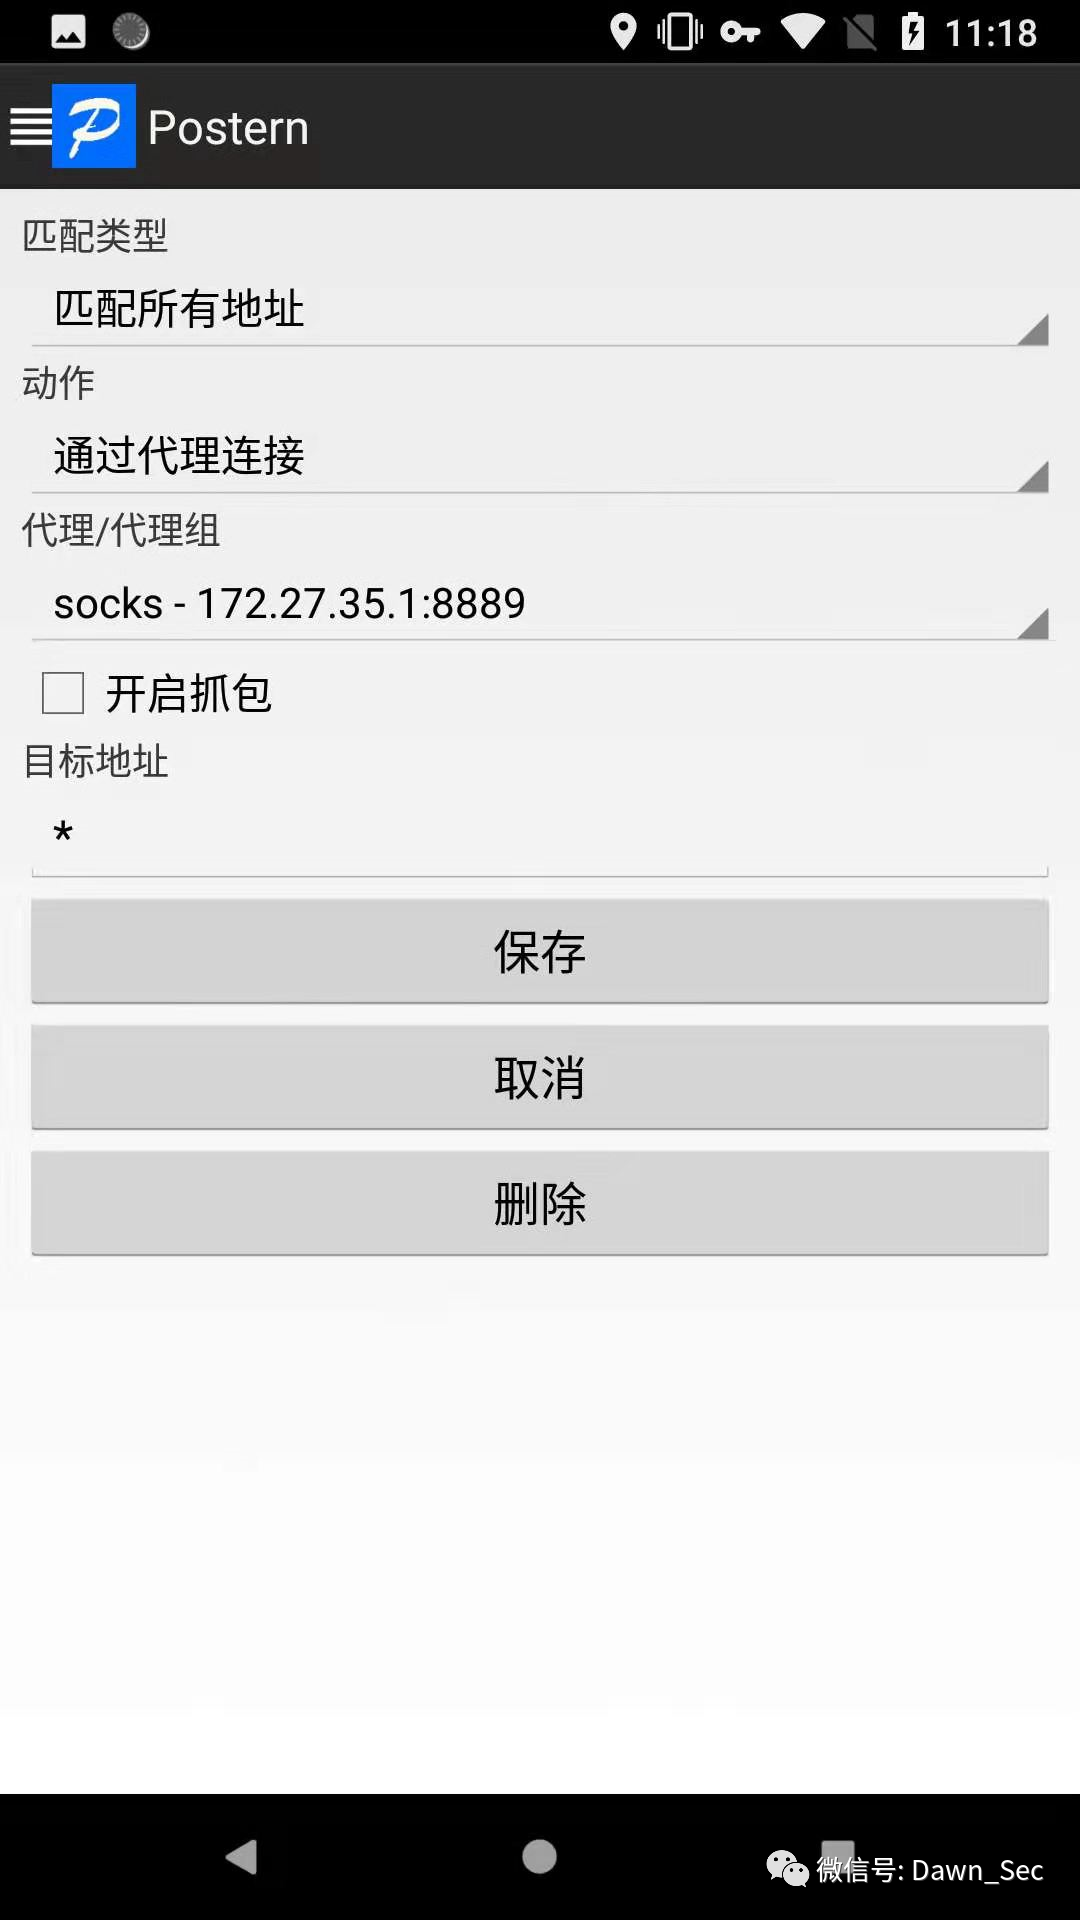 11:18
Postern
匹配类型
匹配所有地址
动作
通过代理连接
代理/代理组
socks - 172.27.35.1:8889
开启抓包
目标地址
*
保存
取消
删除
微信号: Dawn_Sec